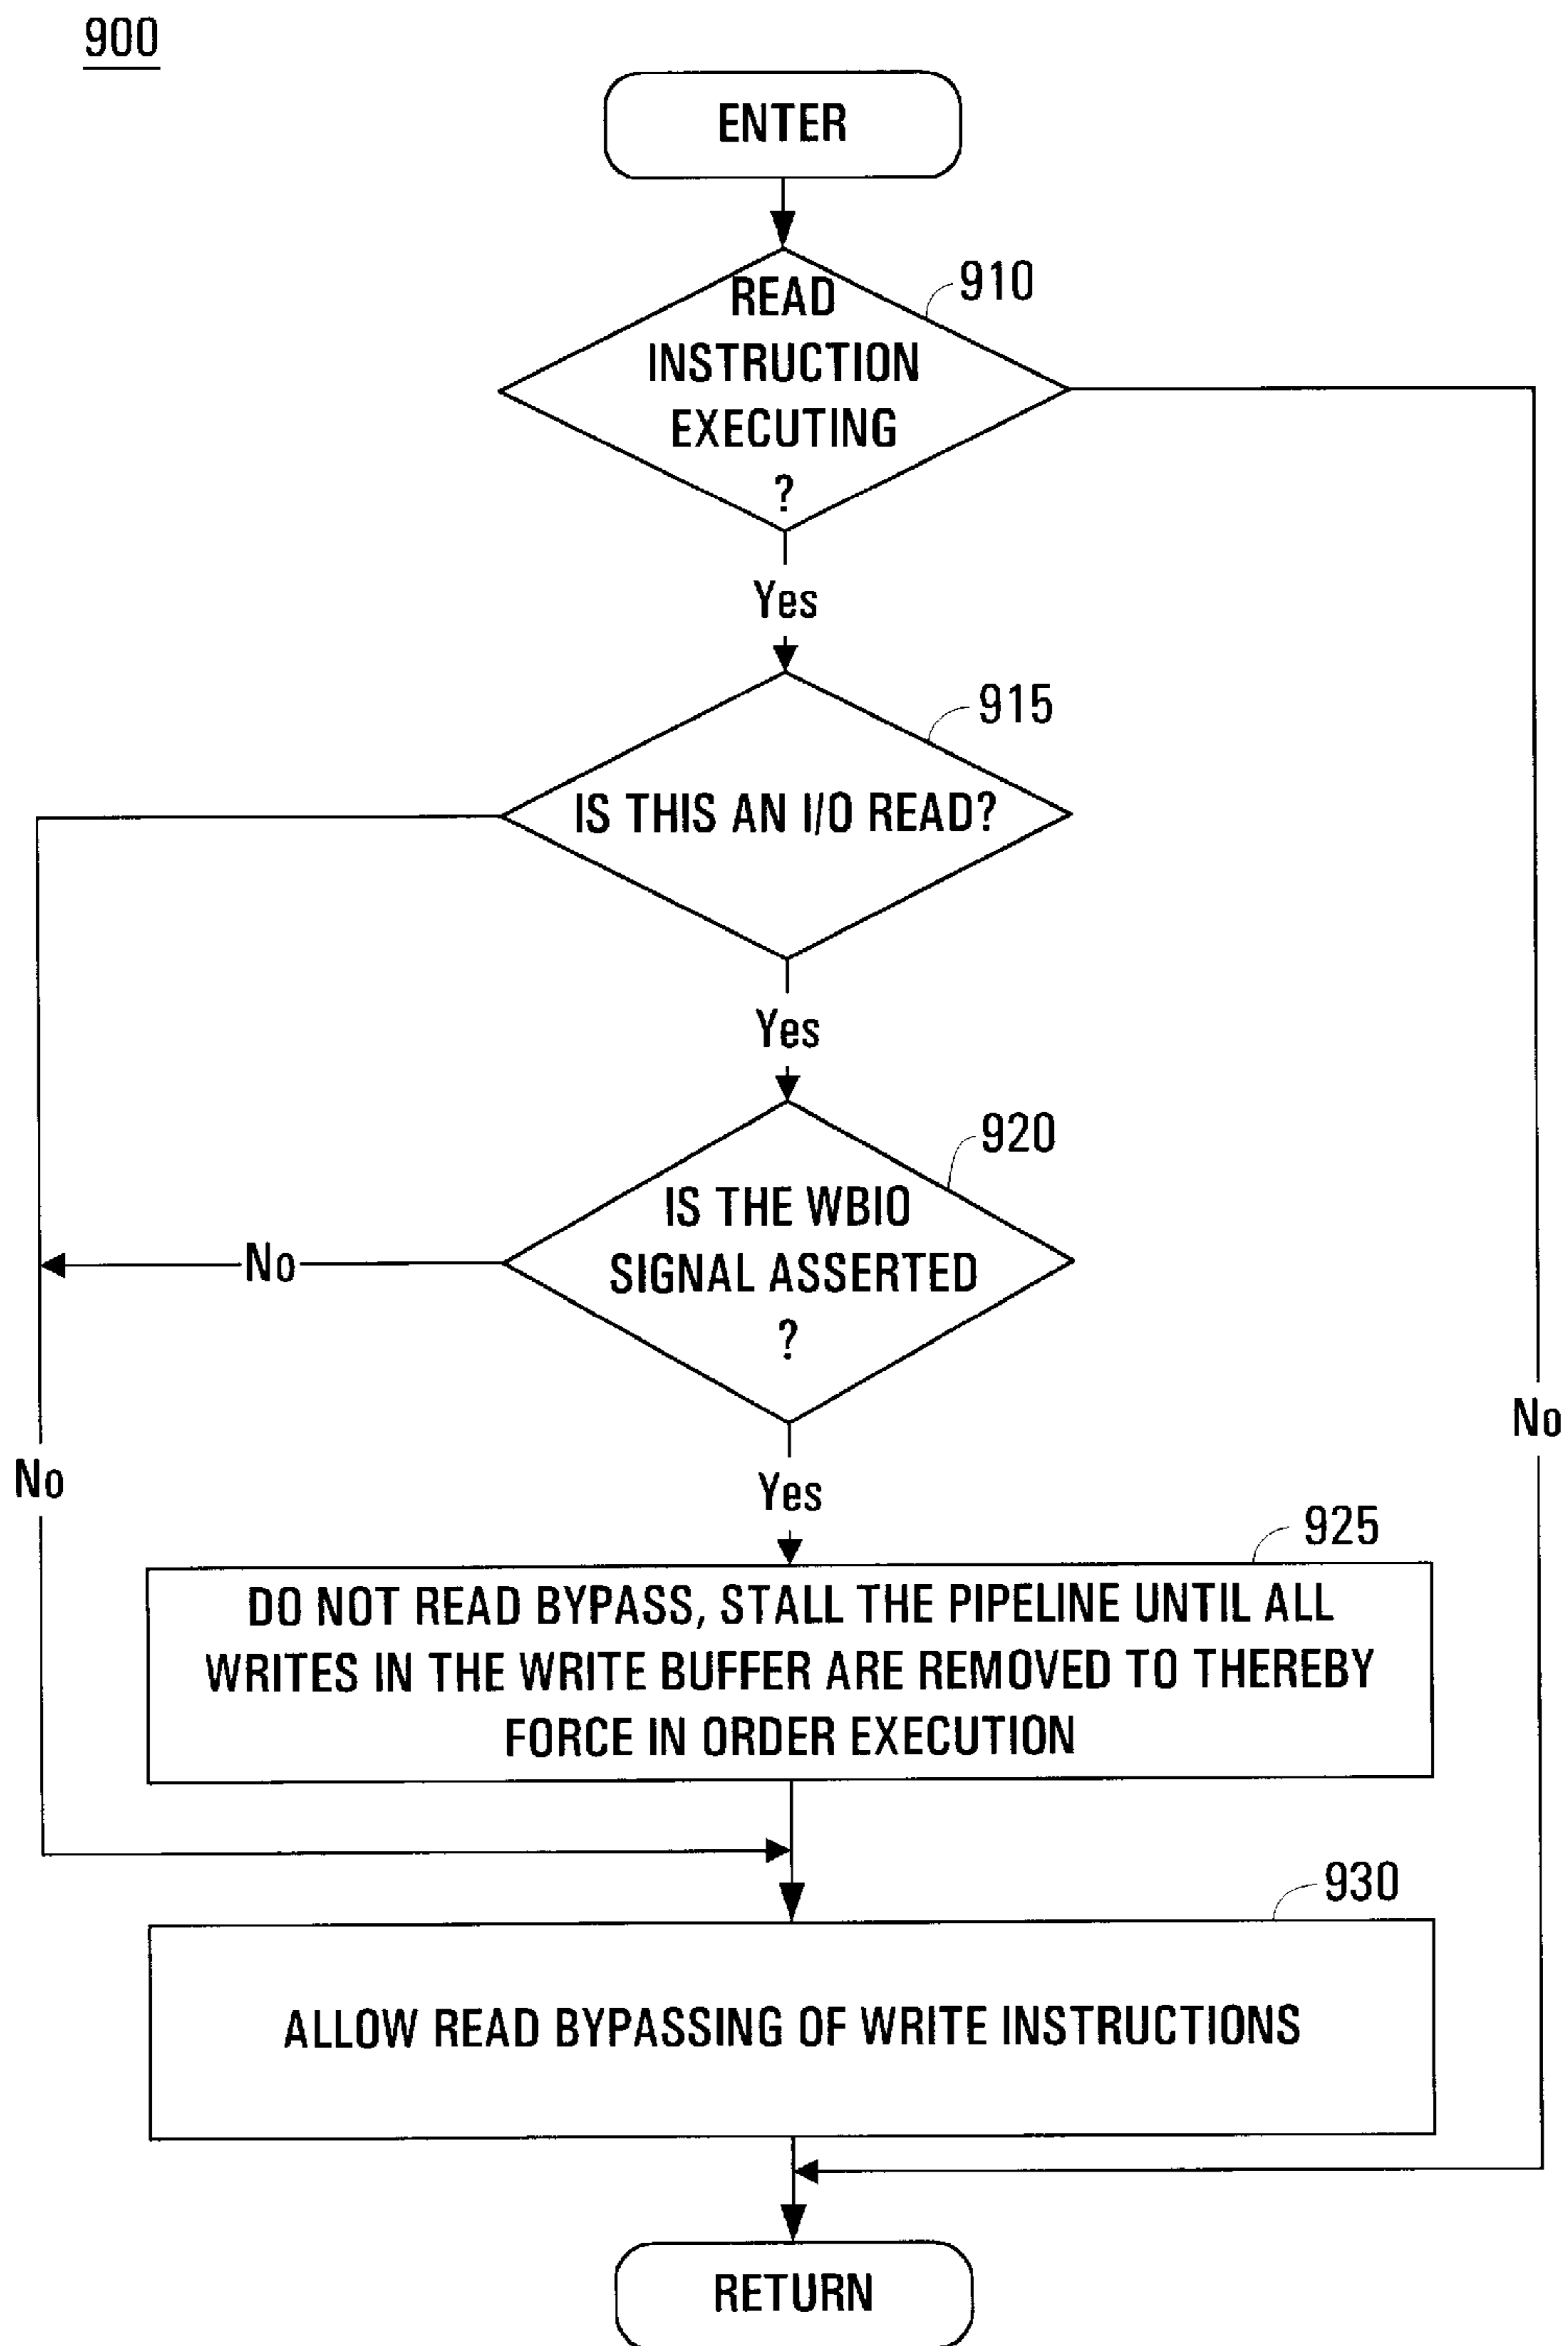 900
ENTER
910
READ
INSTRUCTION
EXECUTING
?
Yes
915
IS THIS AN I/O READ?
Yes
920
IS THE WBIO
SIGNAL ASSERTED
?
No
No
No
Yes
925
DO NOT READ BYPASS, STALL THE PIPELINE UNTIL ALL
WRITES IN THE WRITE BUFFER ARE REMOVED TO THEREBY
FORCE IN ORDER EXECUTION
930
ALLOW READ BYPASSING OF WRITE INSTRUCTIONS
RETURN